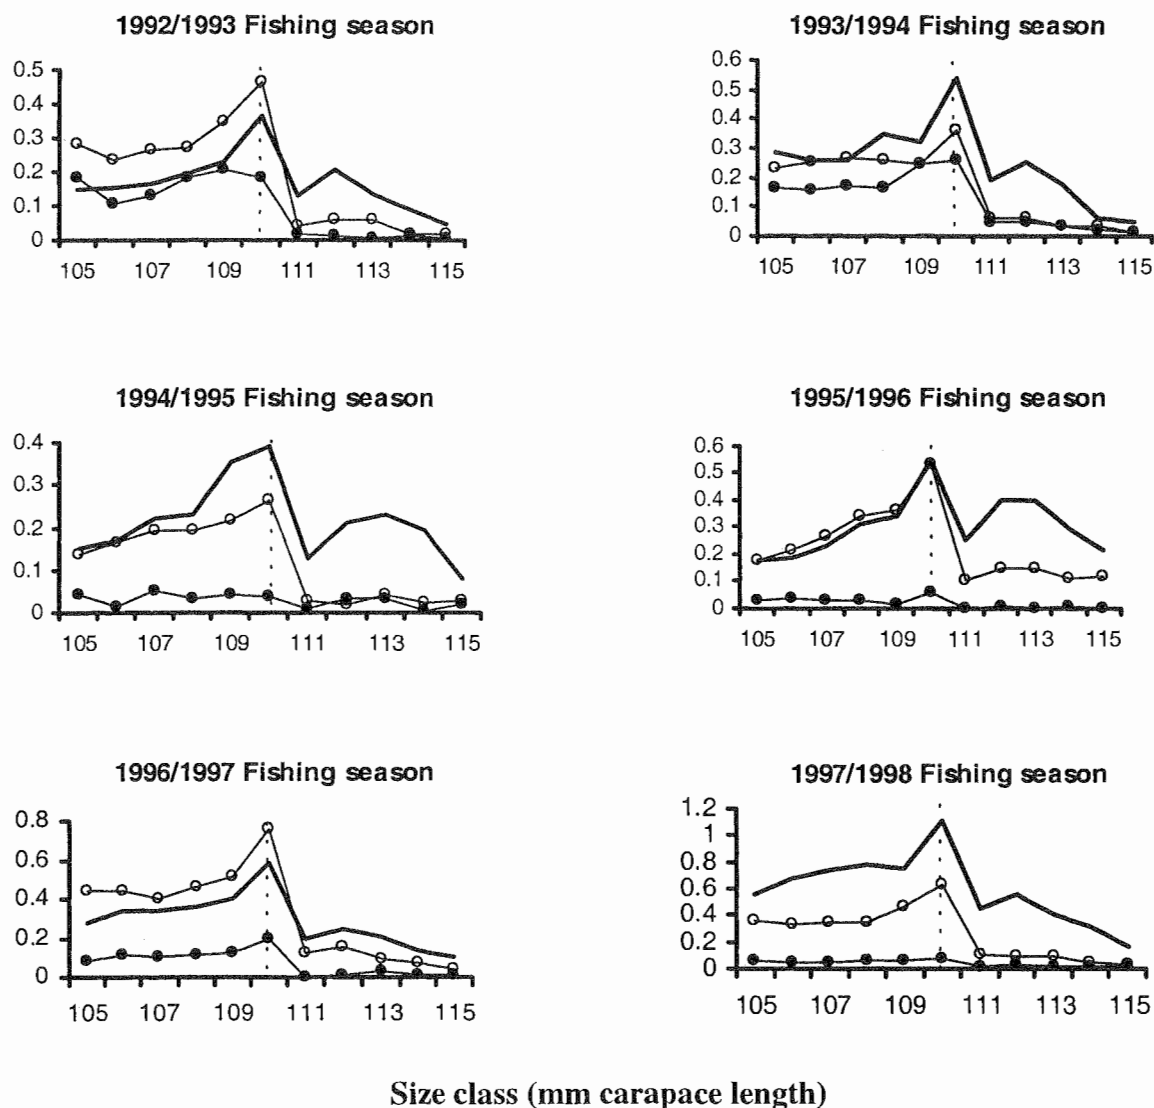 1992/1993 Fishing season
0.5
0.4
0.3
0.2
0.1
0
105 107 109 111 113 115
1993/1994 Fishing season
0.6
0.5
0.4
0.3
0.2
0.1
0
105 107 109 111 113 115
1994/1995 Fishing season
0.4
0.3
0.2
0.1
0
105 107 109 111 113 115
1995/1996 Fishing season
0.6
0.5
0.4
0.3
0.2
0.1
0
105 107 109 111 113 115
1996/1997 Fishing season
0.8
0.6
0.4
0.2
0
105 107 109 111 113 115
1997/1998 Fishing season
1.2
1
0.8
0.6
0.4
0.2
0
105 107 109 111 113 115
Size class (mm carapace length)